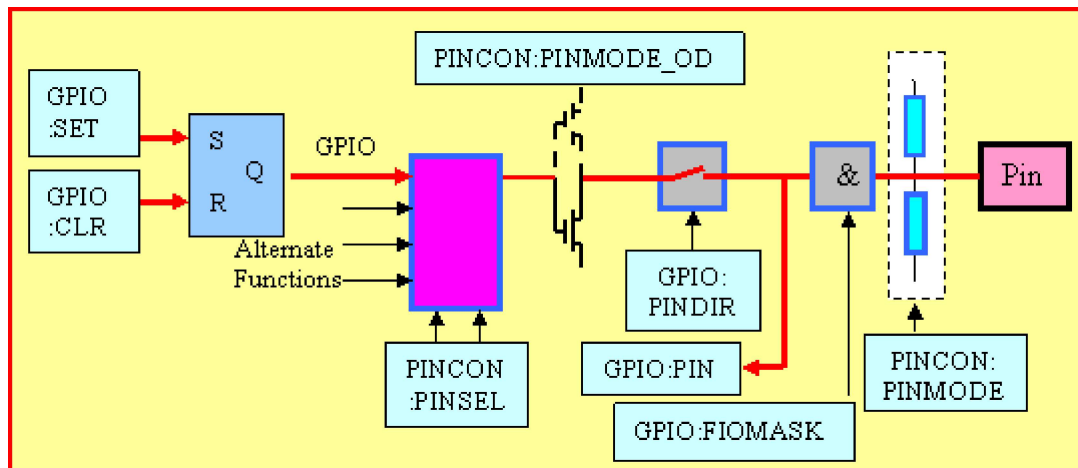 PINCON:PINMODE_OD
GPIO
:SET
S
Q
R
GPIO
:CLR
GPIO
Alternate
Functions
PINCON
:PINSEL
GPIO:
PINDIR
GPIO:PIN
&
GPIO:FIOMASK
PINCON:
PINMODE
Pin